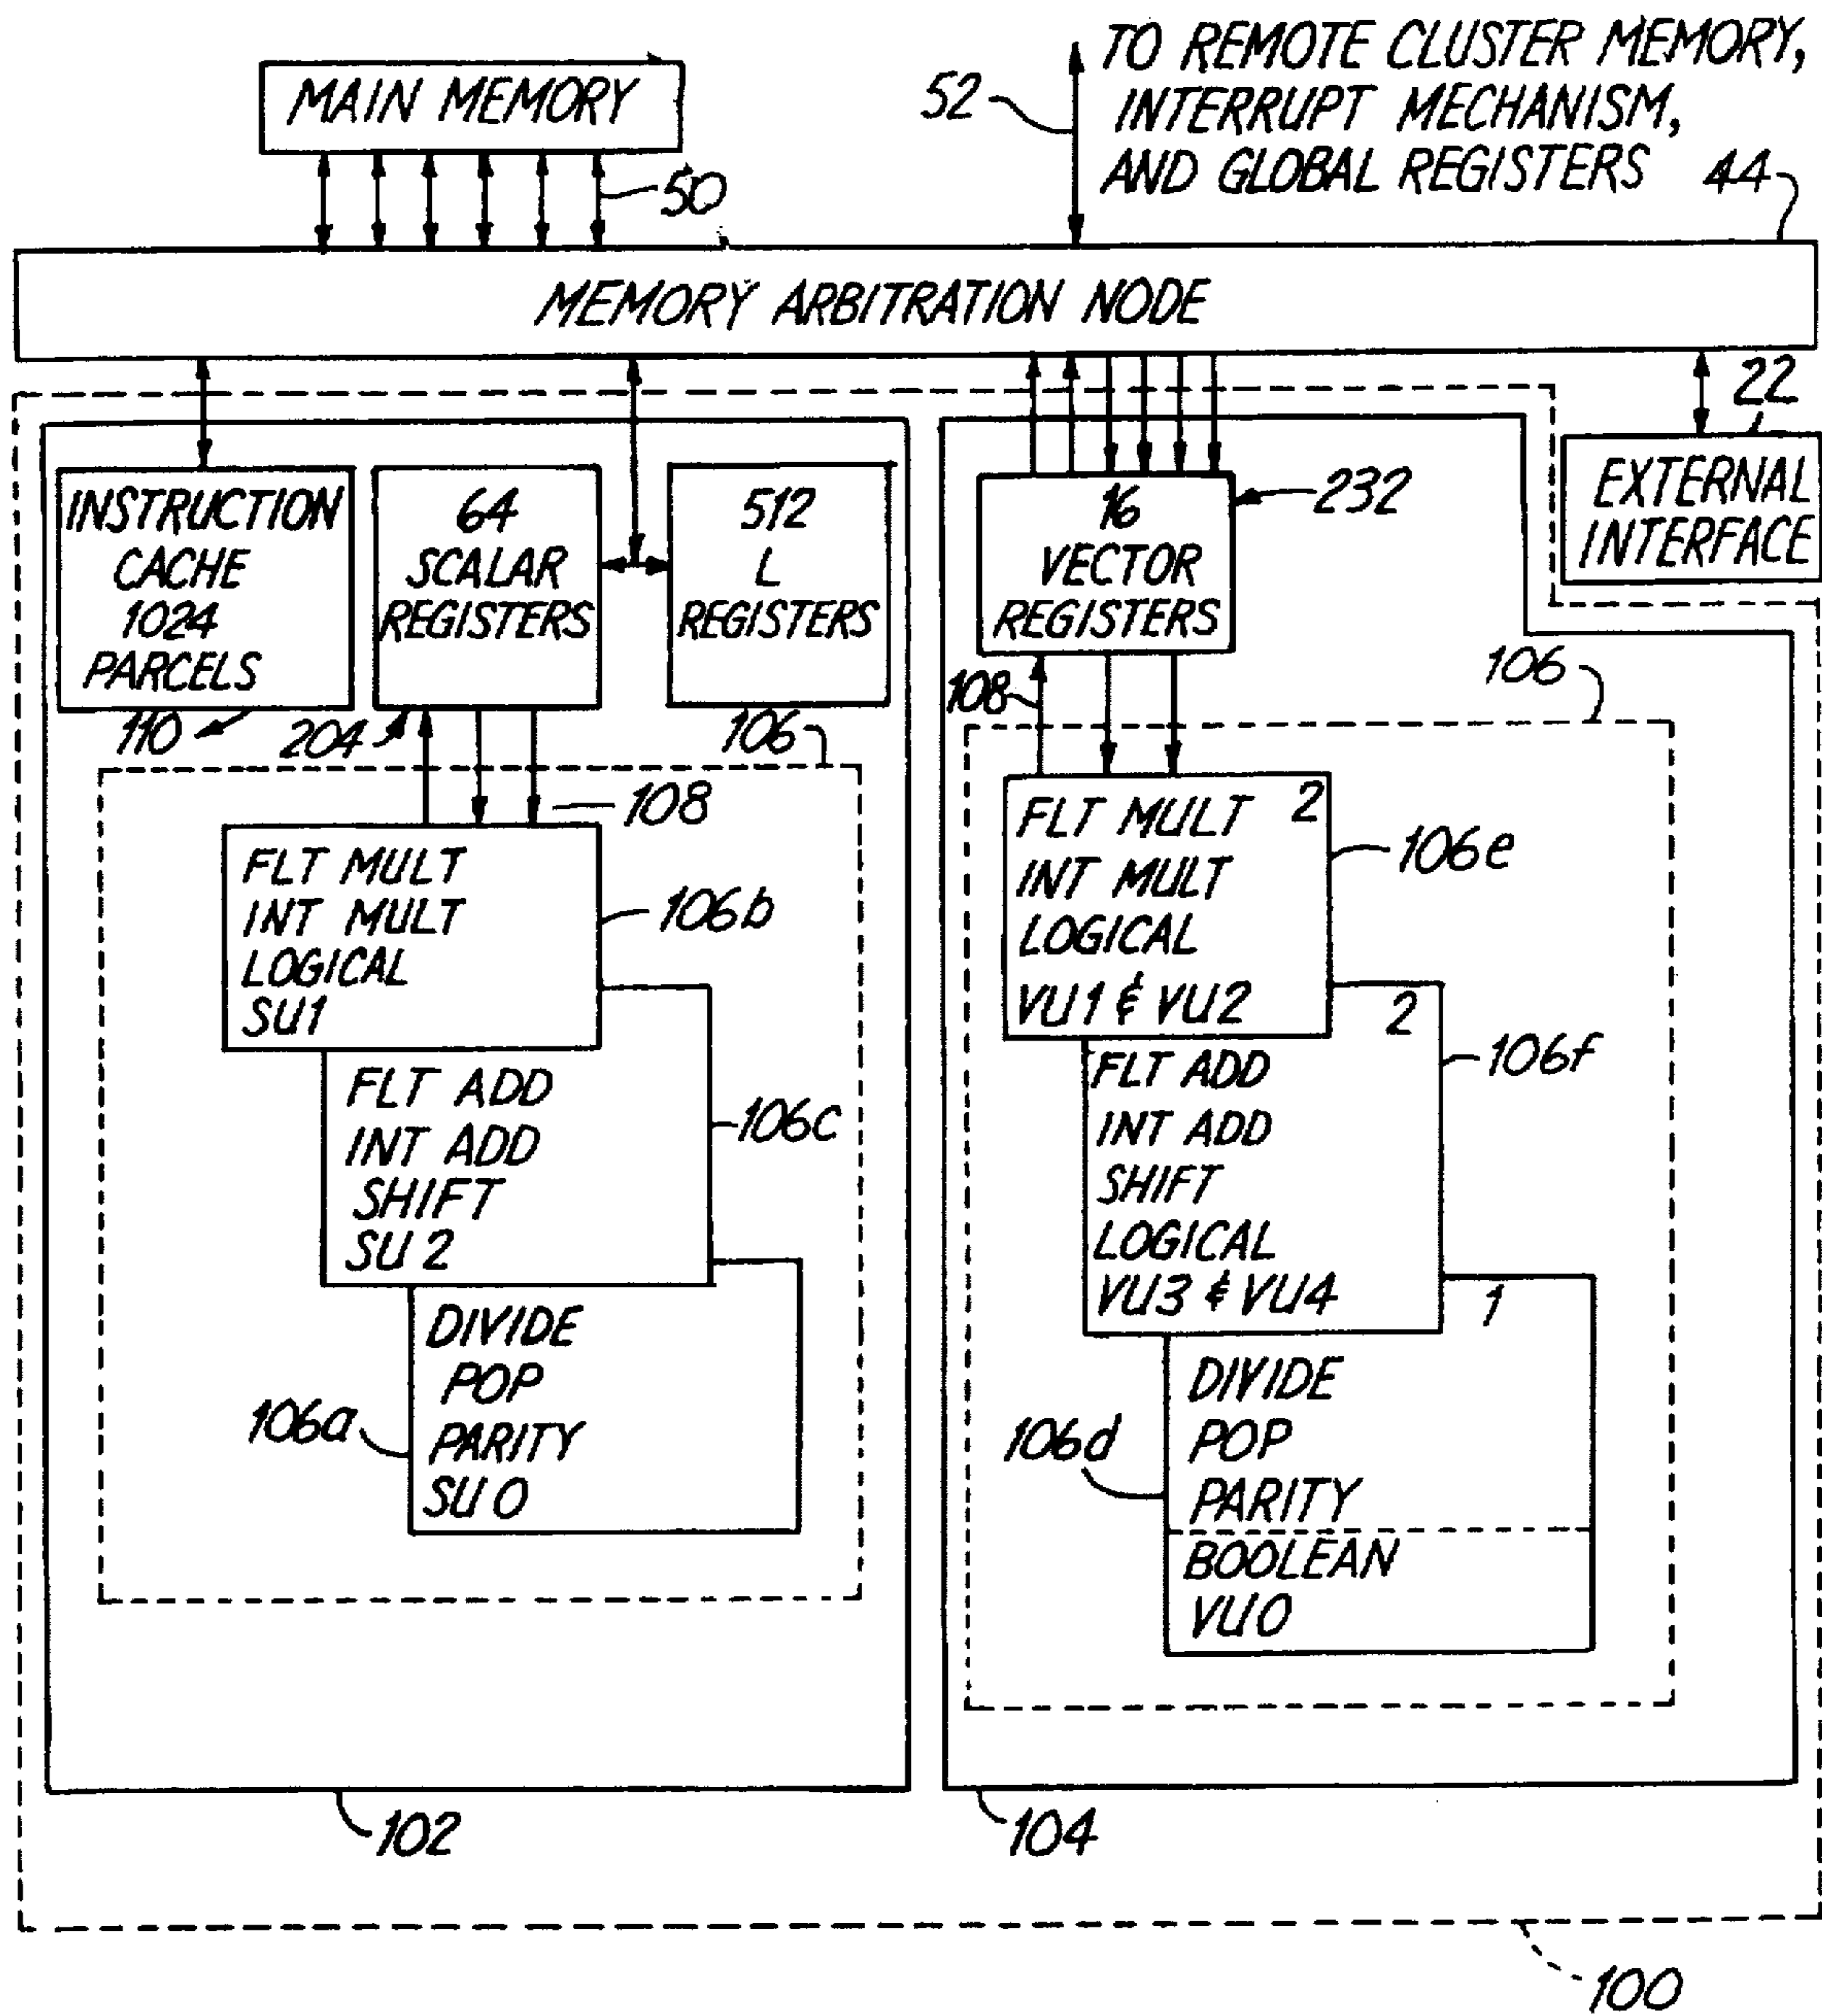 MAIN MEMORY
50
52
TO REMOTE CLUSTER MEMORY,
INTERRUPT MECHANISM,
AND GLOBAL REGISTERS
44
MEMORY ARBITRATION NODE
22
EXTERNAL
INTERFACE
INSTRUCTION
CACHE
1024
PARCELS
110
64
SCALAR
REGISTERS
204
512
L
REGISTERS
16
VECTOR
REGISTERS
232
106
108
FLT MULT
INT MULT
LOGICAL
SU1
106b
FLT ADD
INT ADD
SHIFT
SU 2
106c
DIVIDE
POP
PARITY
SU 0
106a
102
108
106
FLT MULT 2
INT MULT
LOGICAL
VU1 & VU2
106e
2
FLT ADD
INT ADD
SHIFT
LOGICAL
VU3 & VU4
106f
1
DIVIDE
POP
PARITY
BOOLEAN
VU0
106d
104
100